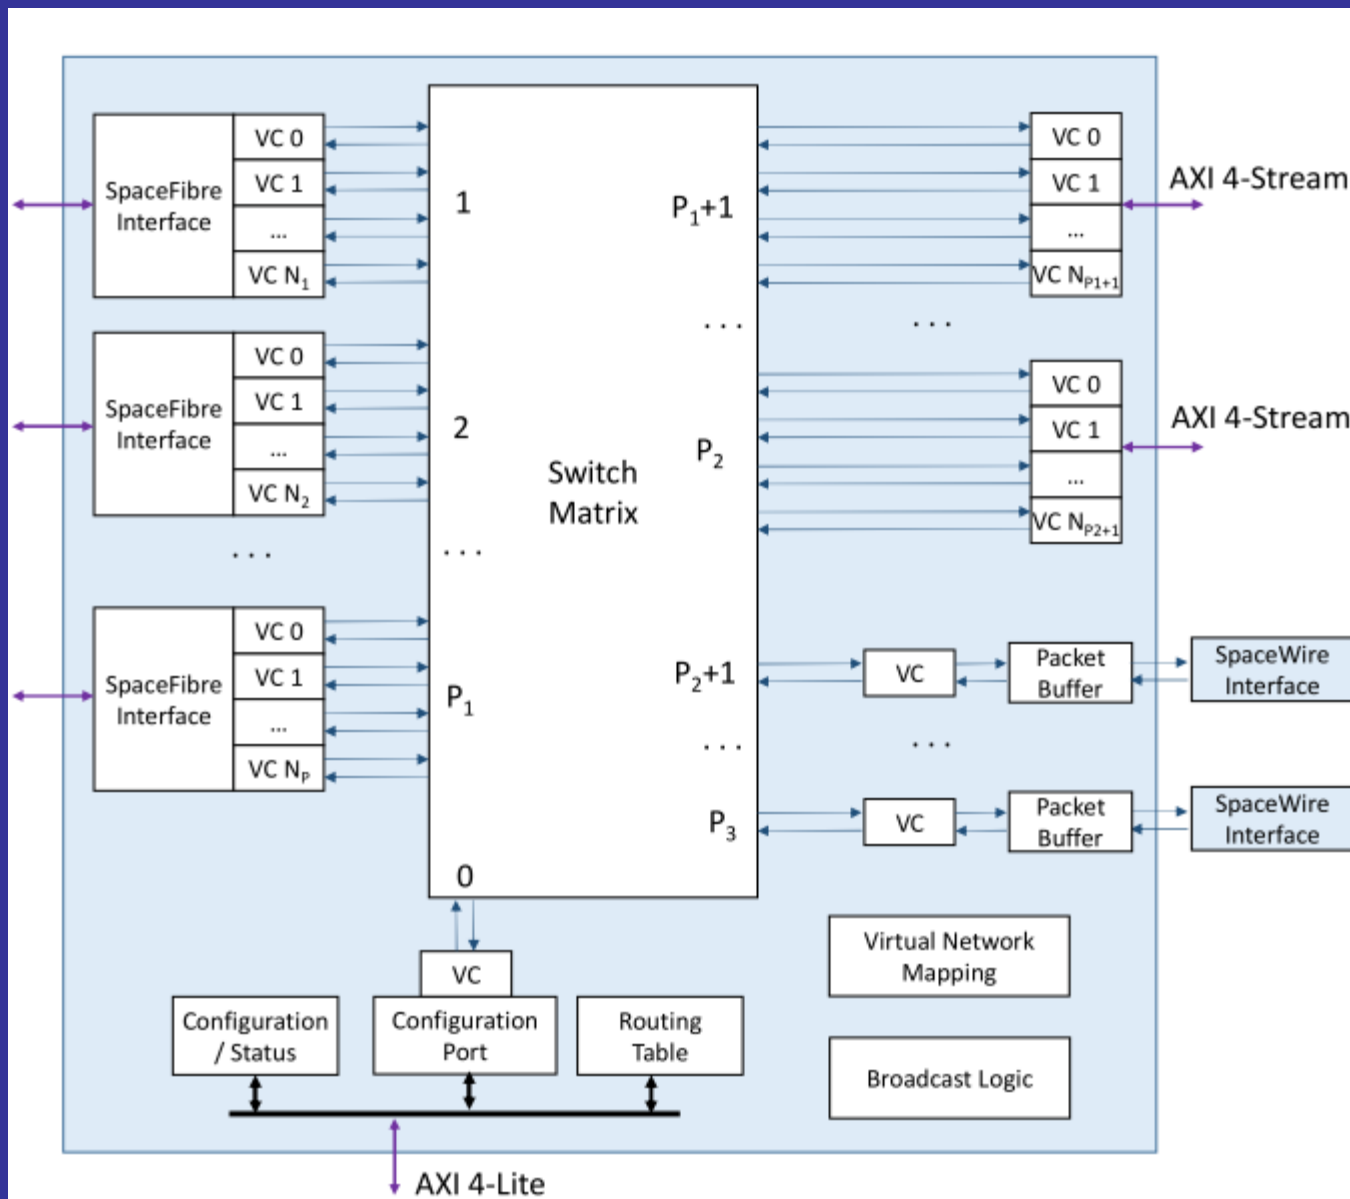 SpaceFibre
Interface
VC 0
VC 1
...
VC N1
SpaceFibre
Interface
VC 0
VC 1
...
VC N2
...
SpaceFibre
Interface
VC 0
VC 1
...
VC NP
1
2
...
P1
0
Switch
Matrix
P1+1
...
P2
P2+1
...
P3
VC 0
VC 1
...
VC NP1+1
AXI 4-Stream
...
VC 0
VC 1
...
VC NP2+1
AXI 4-Stream
VC
Packet
Buffer
SpaceWire
Interface
...
VC
Packet
Buffer
SpaceWire
Interface
VC
Configuration
/ Status
Configuration
Port
Routing
Table
Virtual Network
Mapping
Broadcast Logic
AXI 4-Lite